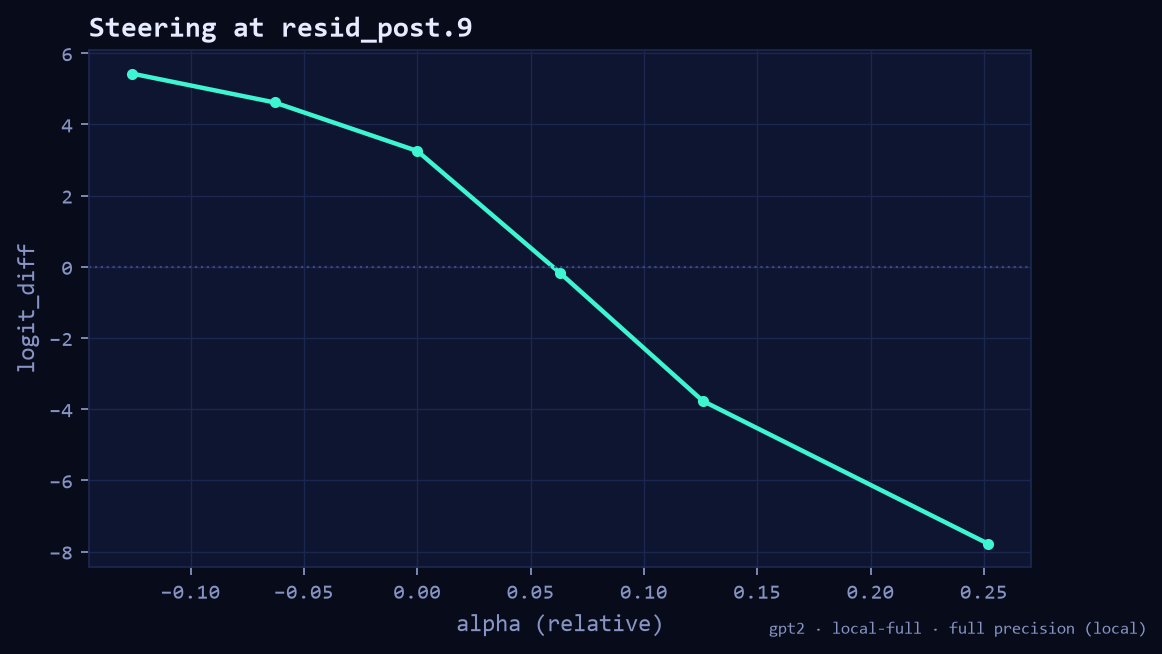 Steering at resid_post.9
logit_diff
6
4
2
0
−2
−4
−6
−8
−0.10 −0.05 0.00 0.05 0.10 0.15 0.20 0.25
alpha (relative)
gpt2 · local-full · full precision (local)